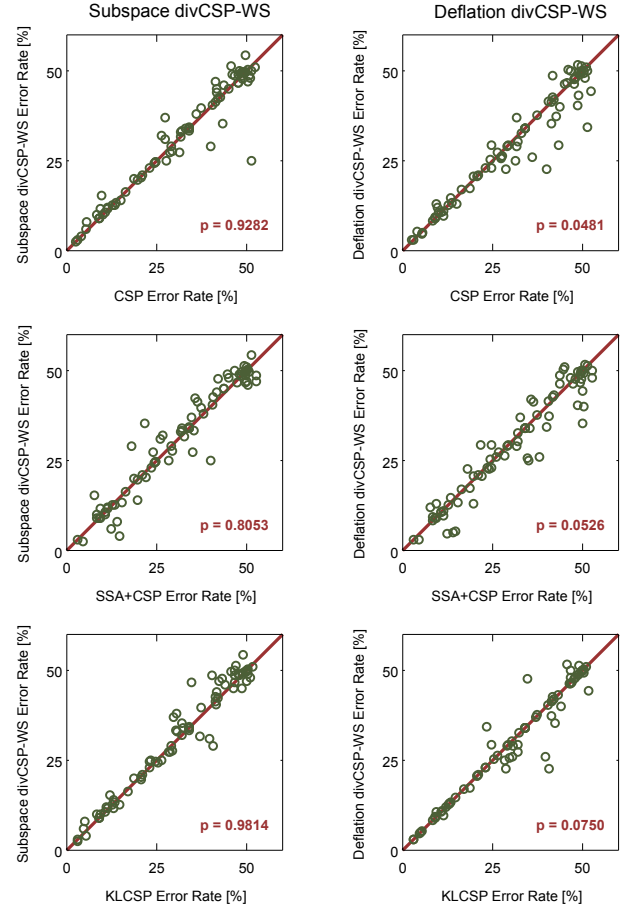 Subspace divCSP-WS
Deflation divCSP-WS
Subspace divCSP-WS Error Rate [%]
50
25
0
p = 0.9282
0
25
50
CSP Error Rate [%]
Deflation divCSP-WS Error Rate [%]
50
25
0
p = 0.0481
0
25
50
CSP Error Rate [%]
Subspace divCSP-WS Error Rate [%]
50
25
0
p = 0.8053
0
25
50
SSA+CSP Error Rate [%]
Deflation divCSP-WS Error Rate [%]
50
25
0
p = 0.0526
0
25
50
SSA+CSP Error Rate [%]
Subspace divCSP-WS Error Rate [%]
50
25
0
p = 0.9814
0
25
50
KLCSP Error Rate [%]
Deflation divCSP-WS Error Rate [%]
50
25
0
p = 0.0750
0
25
50
KLCSP Error Rate [%]